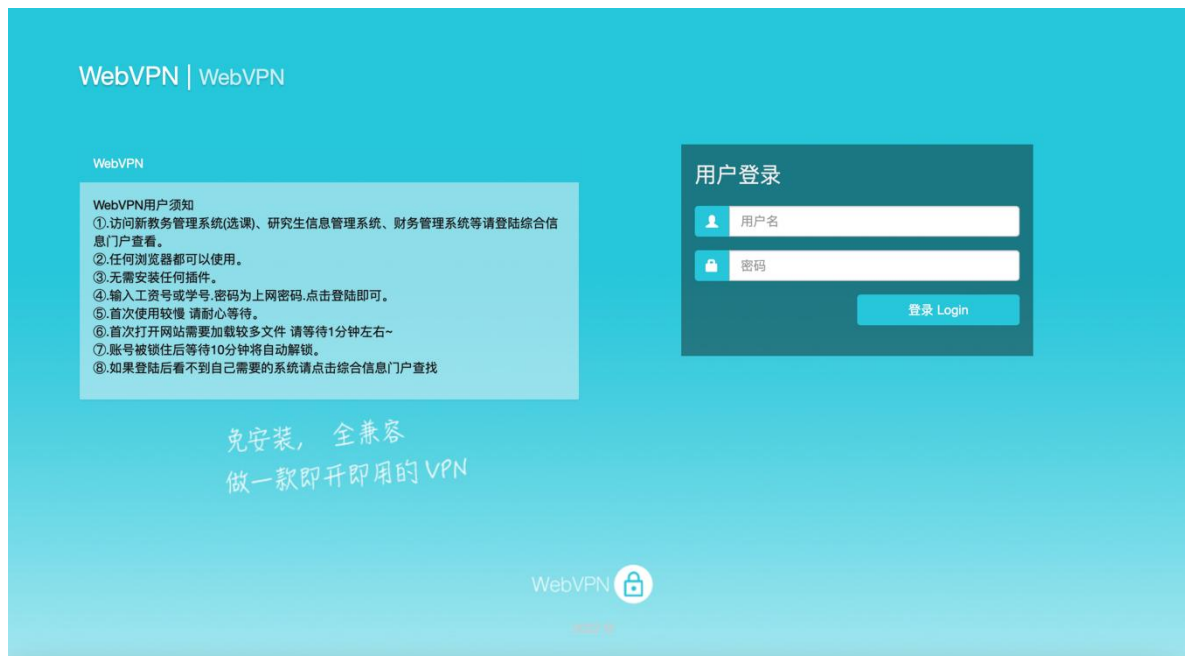 WebVPN | WebVPN
WebVPN
WebVPN用户须知
①.访问新教务管理系统(选课)、研究生信息管理系统、财务管理系统等请登陆综合信
息门户查看。
②.任何浏览器都可以使用。
③.无需安装任何插件。
④.输入工资号或学号.密码为上网密码.点击登陆即可。
⑤.首次使用较慢 请耐心等待。
⑥.首次打开网站需要加载较多文件 请等待1分钟左右~
⑦.账号被锁住后等待10分钟将自动解锁。
⑧.如果登陆后看不到自己需要的系统请点击综合信息门户查找
用户登录
用户名
密码
登录 Login
免安装, 全兼容
做一款即开即用的VPN
WebVPN